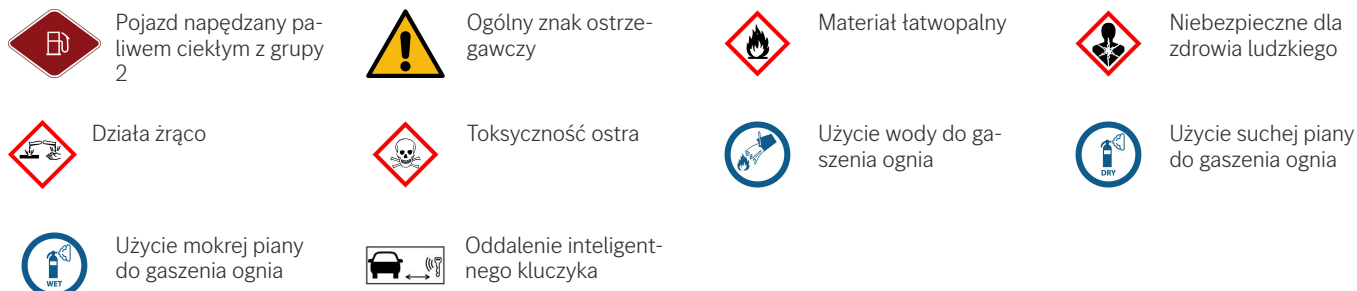 Pojazd napędzany pa-
liwem ciekłym z grupy
2
Ogólny znak ostrze-
gawczy
Materiał łatwopalny
Niebezpieczne dla
zdrowia ludzkiego
Działa żrąco
Toksyczność ostra
Użycie wody do ga-
szenia ognia
DRY
Użycie suchej piany
do gaszenia ognia
WET
Użycie mokrej piany
do gaszenia ognia
Oddalenie inteligent-
nego kluczyka